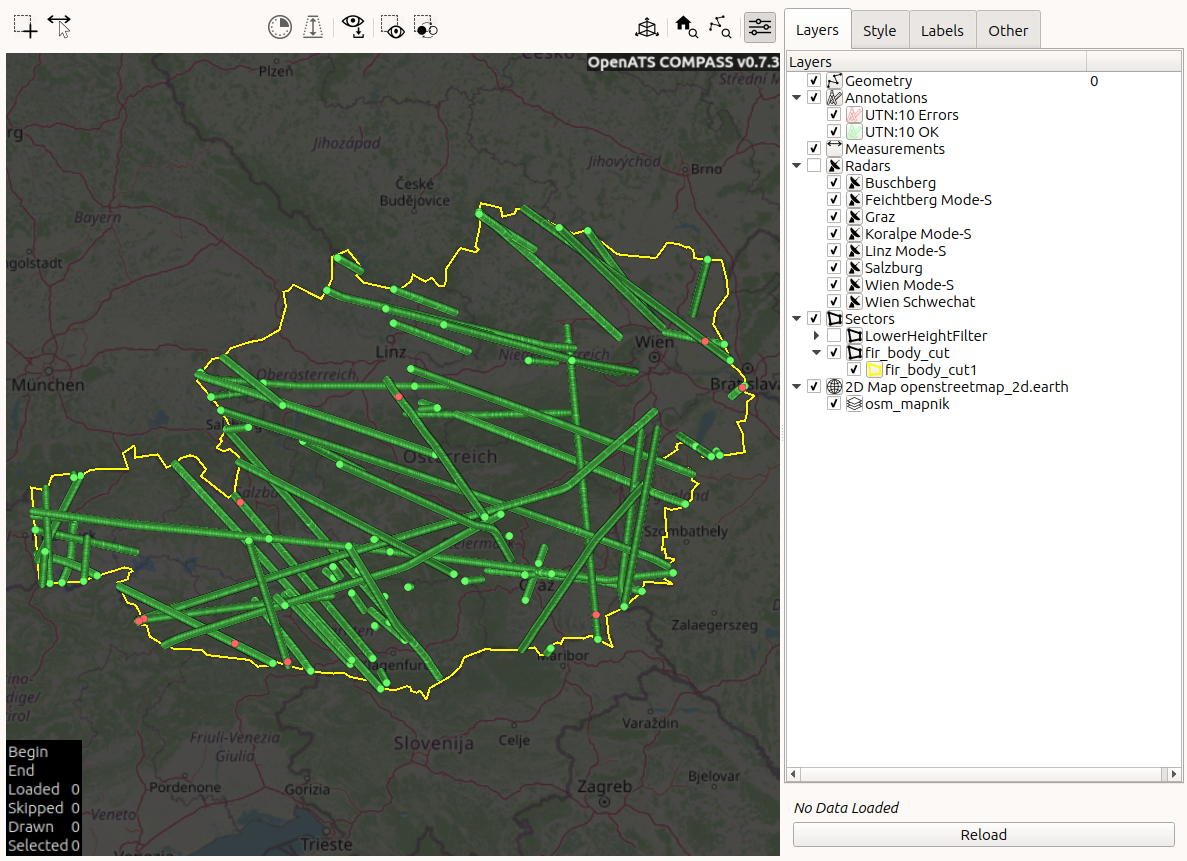 Layers
Style
Labels
Other
Layers
Geometry 0
Annotations
UTN:10 Errors
UTN:10 OK
Measurements
Radars
Buschberg
Feichtberg Mode-S
Graz
Koralpe Mode-S
Linz Mode-S
Salzburg
Wien Mode-S
Wien Schwechat
Sectors
LowerHeightFilter
fir_body_cut
fir_body_cut1
2D Map openstreetmap_2d.earth
osm_mapnik
No Data Loaded
Reload
OpenATS COMPASS v0.7.3
Plzeň
Střední
Jihozápad
Jihovýchod
Brno
České
Budějovice
Bayern
golstadt
Linz
Wien
Niederösterreich
Oberösterreich
Bratislava
München
Österreich
Salzburg
Szombathely
Graz
Zalaegerszeg
Maribor
Klagenfurt
Varaždin
Friuli-Venezia
Giulia
Slovenija
Celje
Zagreb
Bjelovar
Pordenone
Gorizia
Veneto
Venezia
Trieste
Begin
End
Loaded 0
Skipped 0
Drawn 0
Selected 0